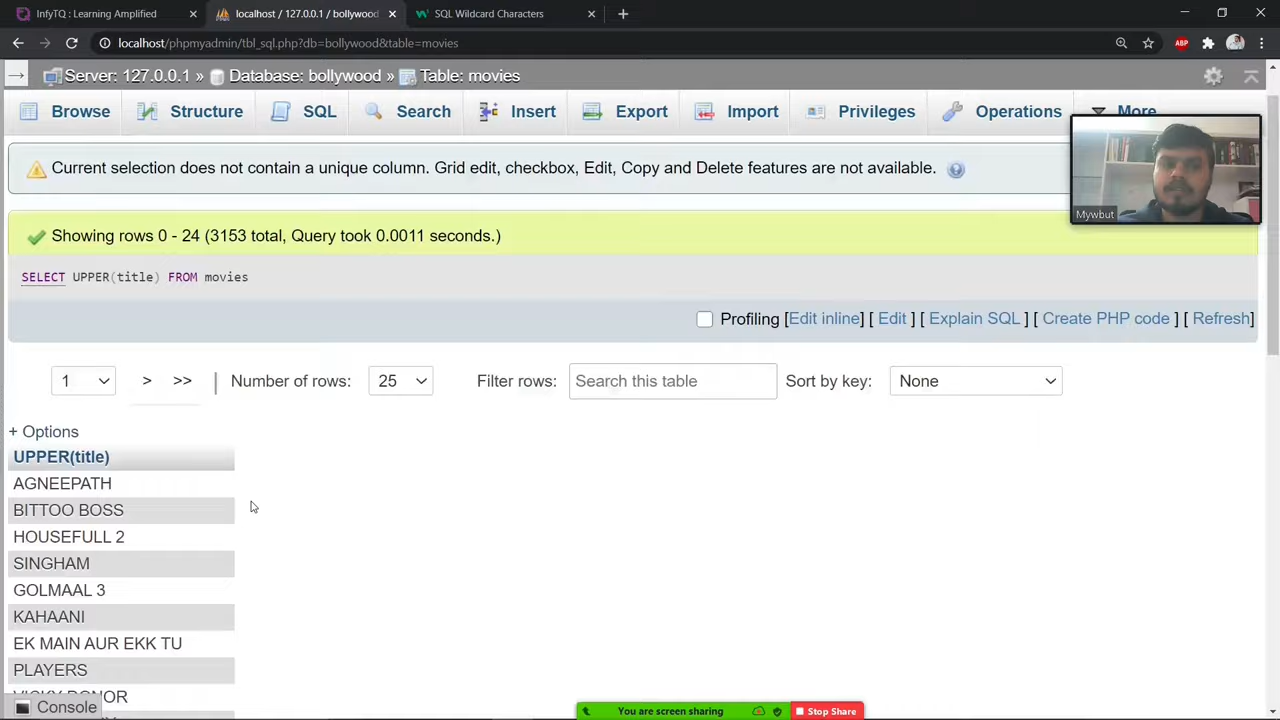 InfyTQ : Learning Amplified
localhost / 127.0.0.1 / bollywood
SQL Wildcard Characters
localhost/phpmyadmin/tbl_sql.php?db=bollywood&table=movies
ABP
Server: 127.0.0.1 » Database: bollywood » Table: movies
Browse Structure SQL Search Insert Export Import Privileges Operations More
Current selection does not contain a unique column. Grid edit, checkbox, Edit, Copy and Delete features are not available.
Mywbut
Showing rows 0 - 24 (3153 total, Query took 0.0011 seconds.)
SELECT UPPER(title) FROM movies
Profiling [Edit inline] [ Edit ] [ Explain SQL ] [ Create PHP code ] [ Refresh]
1 > >> | Number of rows: 25 Filter rows: Search this table Sort by key: None
+ Options
UPPER(title)
AGNEEPATH
BITTOO BOSS
HOUSEFULL 2
SINGHAM
GOLMAAL 3
KAHAANI
EK MAIN AUR EKK TU
PLAYERS
VICKY DONOR
Console
You are screen sharing
Stop Share